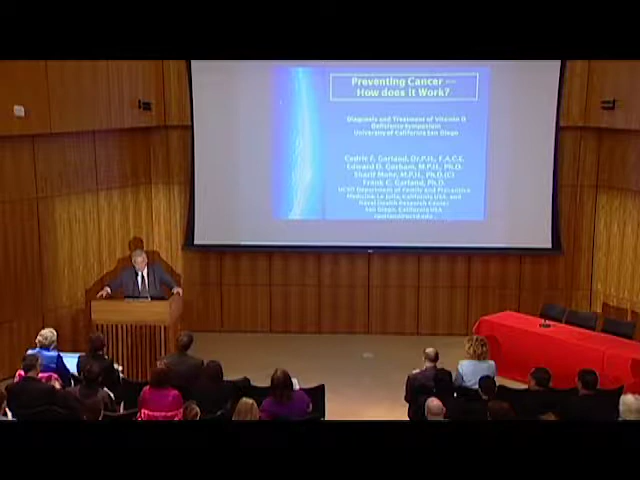 Preventing Cancer
How does it Work?
Diagnosis and Treatment of Vitamin D
Deficience Symposium
University of California San Diego
Cedric F. Garland, Dr.P.H., F.A.C.E.
Edward D. Gorham, M.P.H., Ph.D.
Sharif Mohr, M.P.H., Ph.D.(C)
Frank C. Garland, Ph.D.
UCSD Department of Family and Preventive
Medicine, La Jolla, California USA, and
Naval Health Research Center
San Diego, California USA